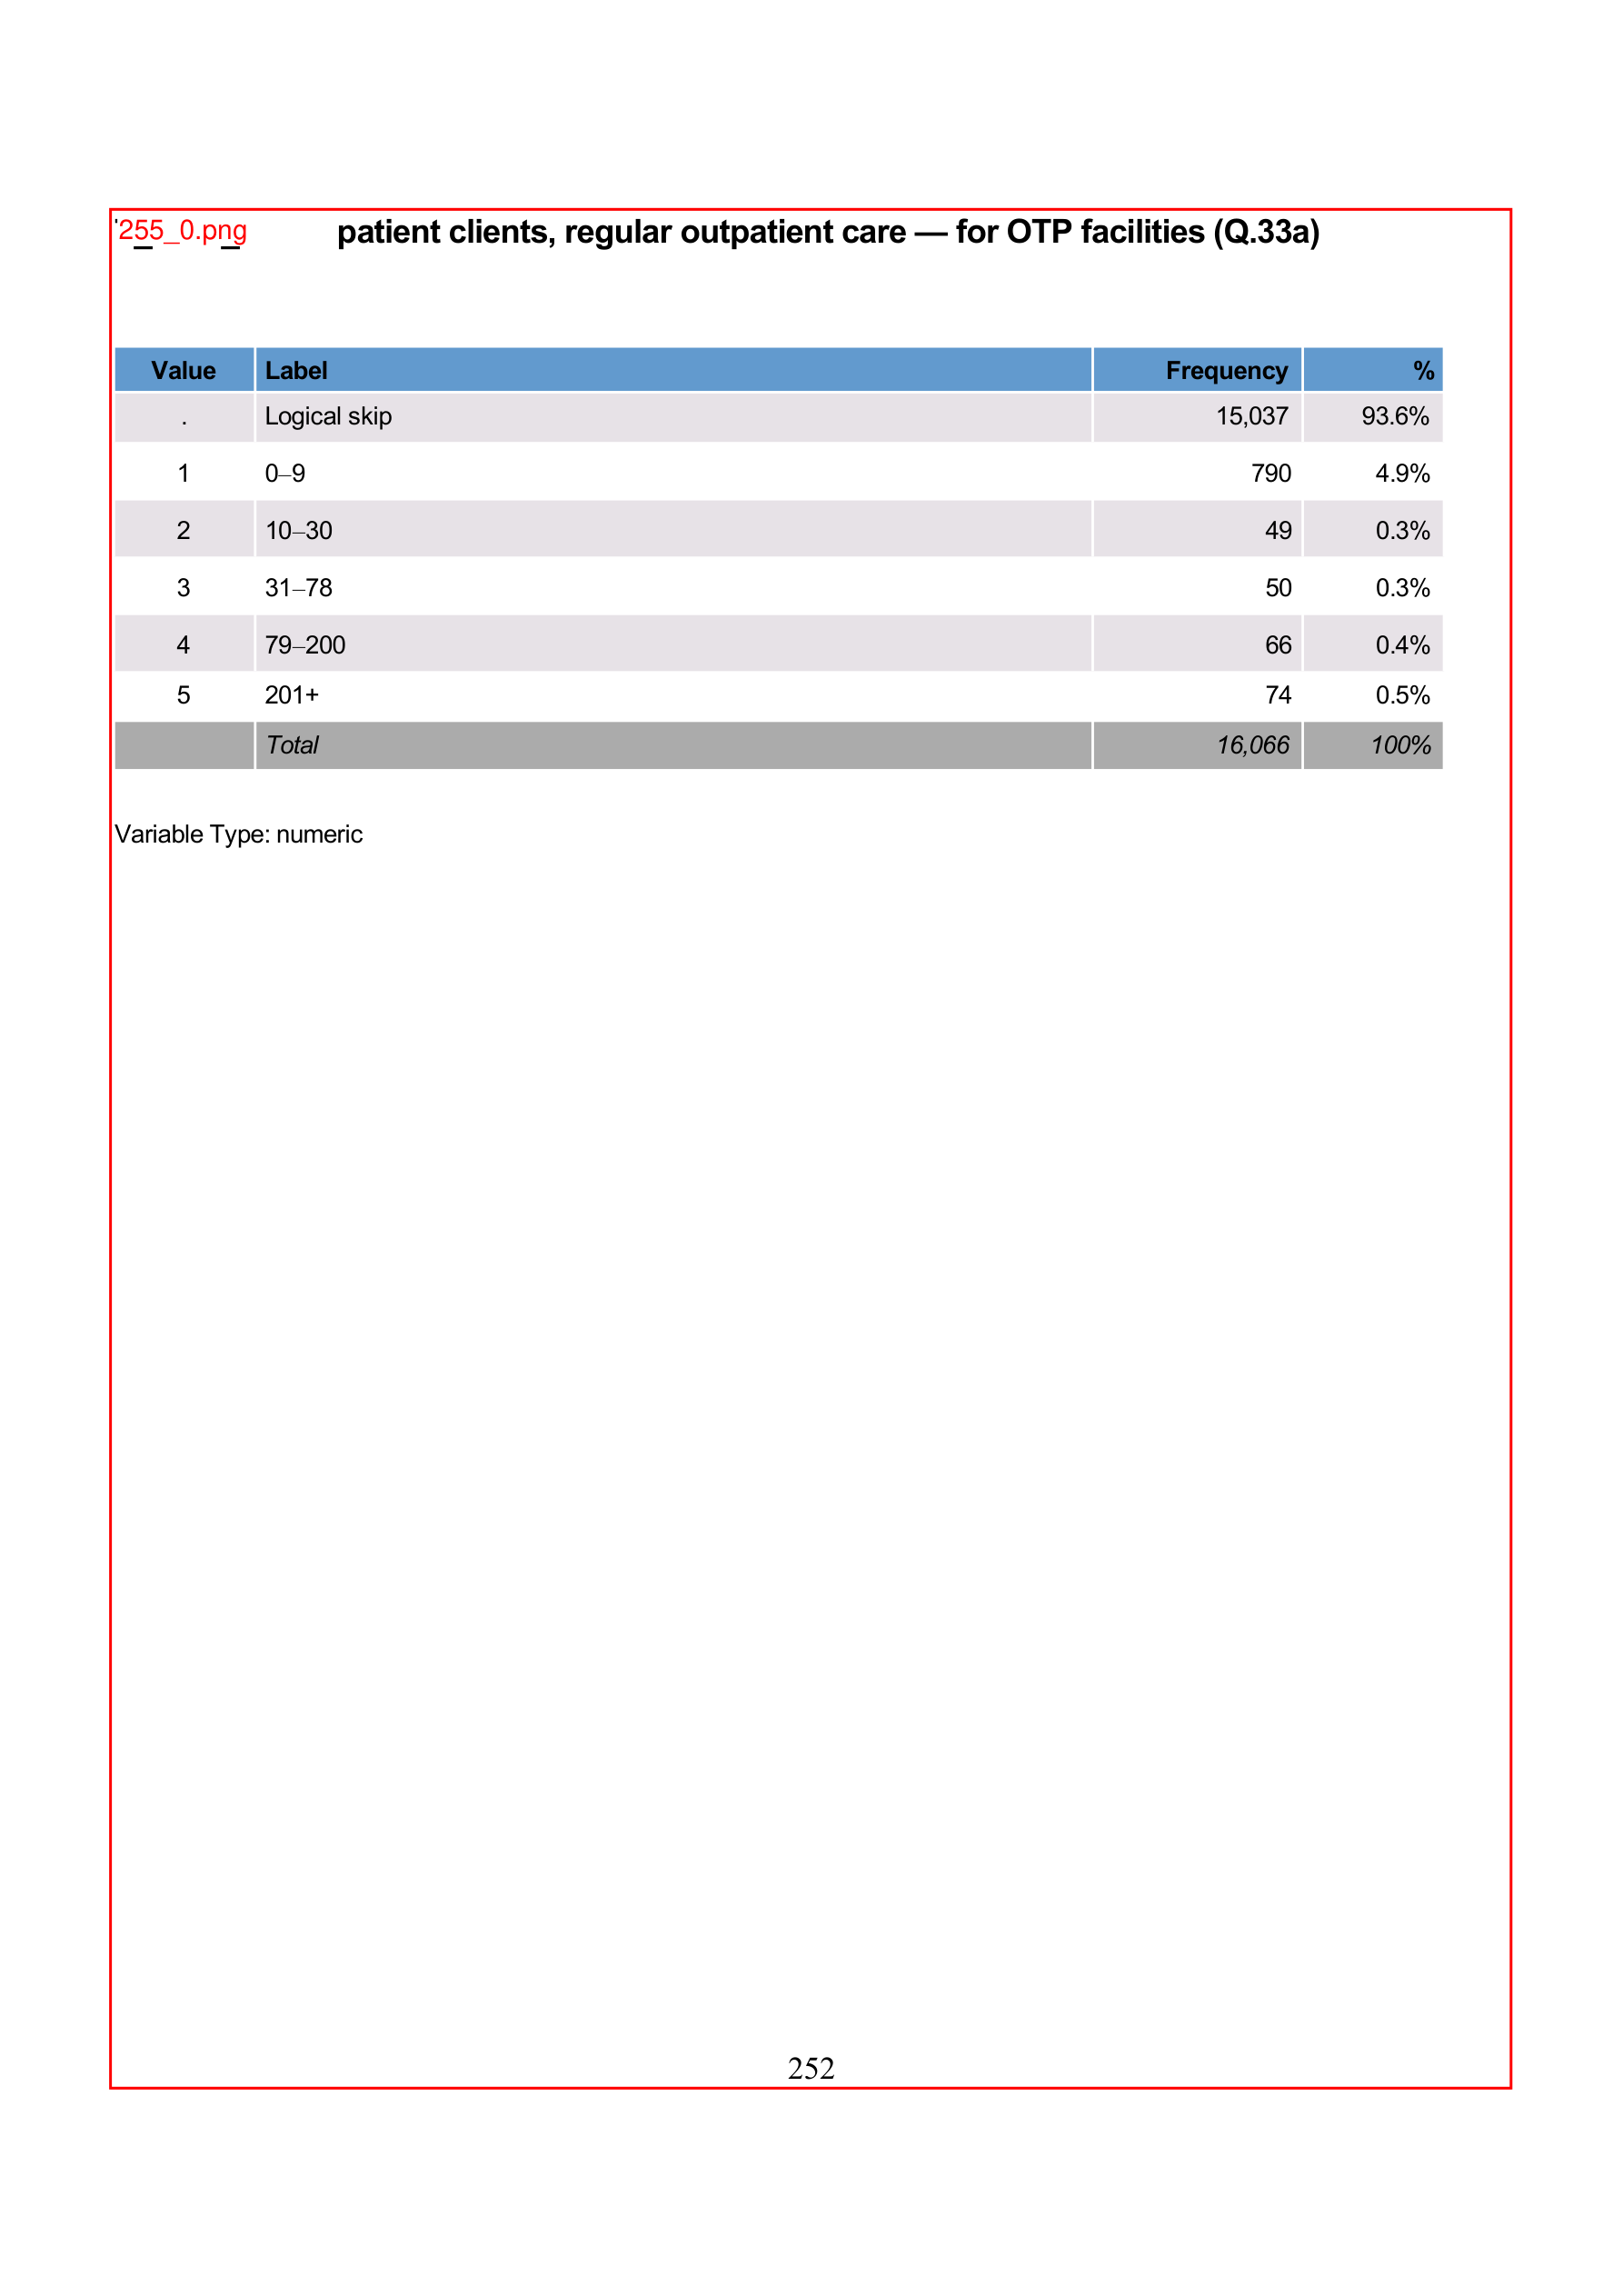 255_0.png patient clients, regular outpatient care — for OTP facilities (Q.33a)
Value Label Frequency %
. Logical skip 15,037 93.6%
1 0–9 790 4.9%
2 10–30 49 0.3%
3 31–78 50 0.3%
4 79–200 66 0.4%
5 201+ 74 0.5%
Total 16,066 100%
Variable Type: numeric
252